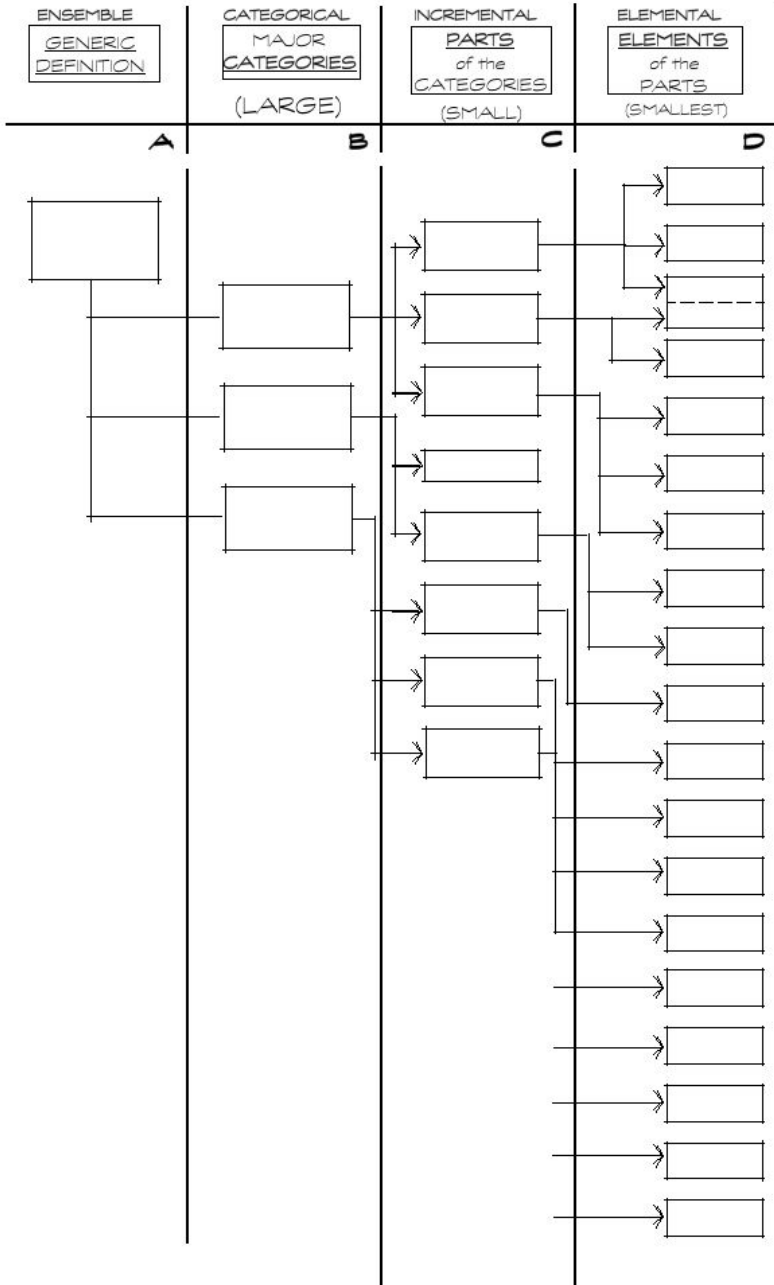 ENSEMBLE
GENERIC
DEFINITION
A
CATEGORICAL
MAJOR
CATEGORIES
(LARGE)
B
INCREMENTAL
PARTS
of the
CATEGORIES
(SMALL)
C
ELEMENTAL
ELEMENTS
of the
PARTS
(SMALLEST)
D